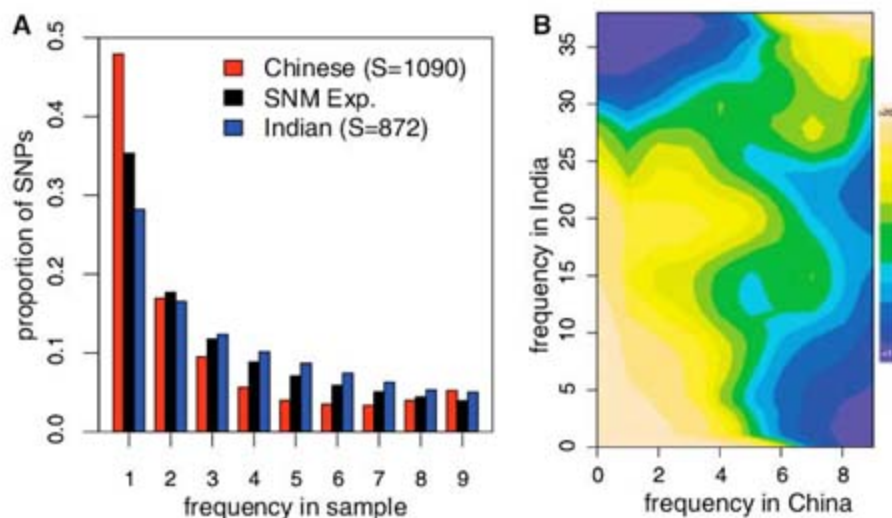 A
0.5
0.4
0.3
0.2
0.1
0.0
proportion of SNPs
Chinese (S=1090)
SNM Exp.
Indian (S=872)
1 2 3 4 5 6 7 8 9
frequency in sample
B
35
30
25
20
15
10
5
0
frequency in India
0 2 4 6 8
frequency in China